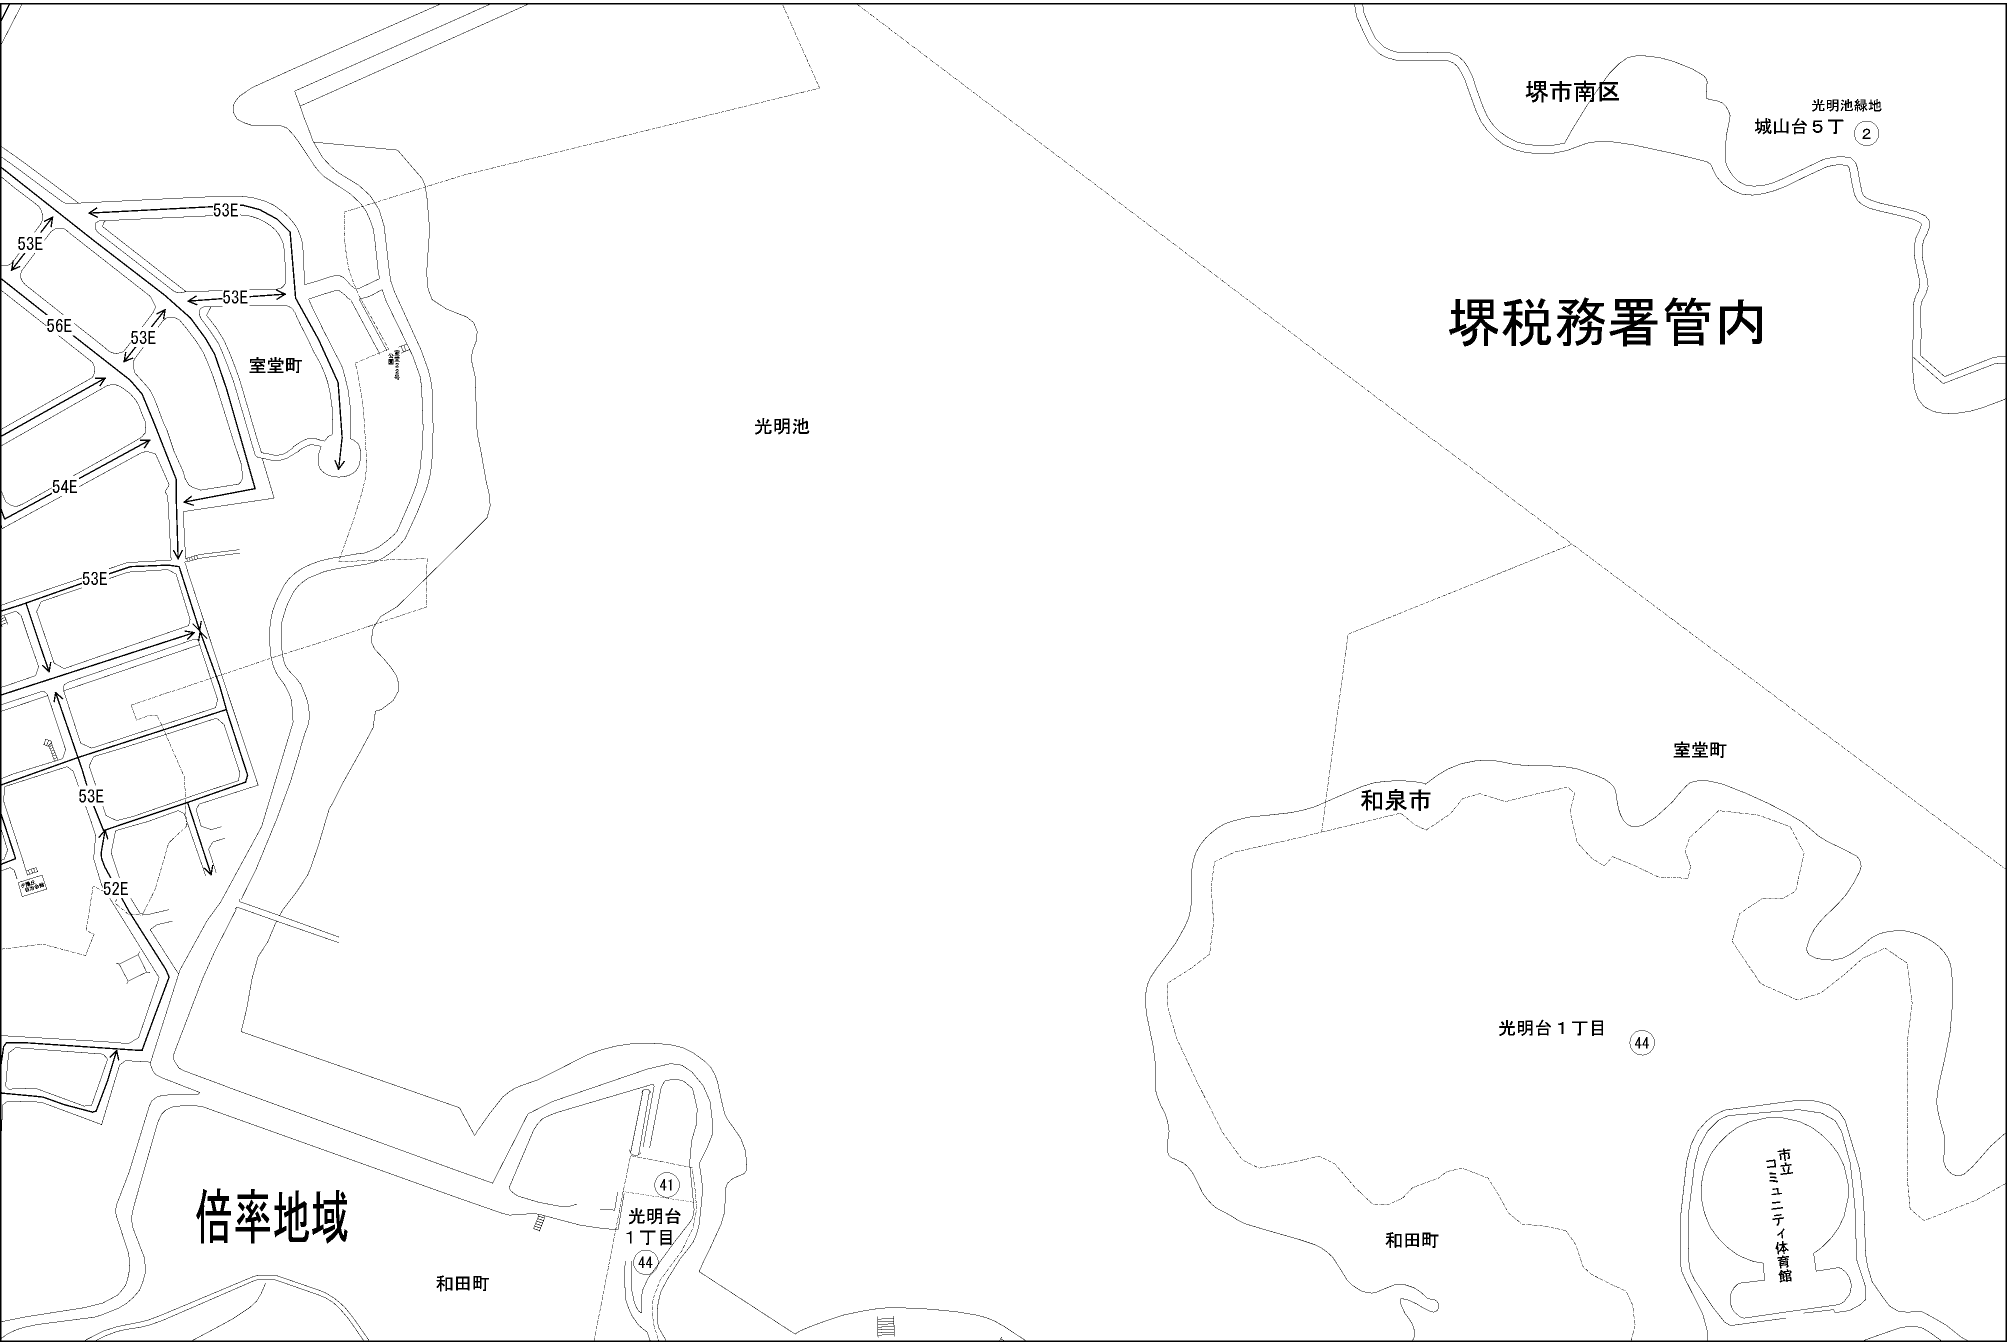 堺市南区
光明池緑地
城山台５丁
2
53E
53E
53E
堺税務署管内
56E
53E
室堂町
光明池
54E
53E
室堂町
53E
和泉市
52E
光明台１丁目
44
市立
コミュニティ体育館
41
倍率地域
光明台
１丁目
和田町
44
和田町